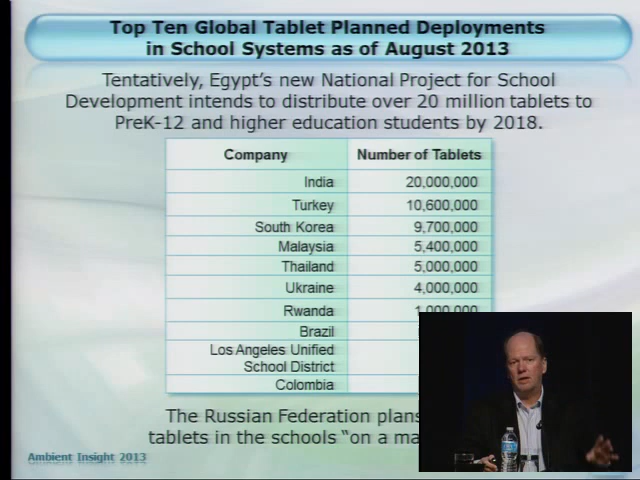 Top Ten Global Tablet Planned Deployments
in School Systems as of August 2013
Tentatively, Egypt's new National Project for School
Development intends to distribute over 20 million tablets to
PreK-12 and higher education students by 2018.
Company Number of Tablets
India 20,000,000
Turkey 10,600,000
South Korea 9,700,000
Malaysia 5,400,000
Thailand 5,000,000
Ukraine 4,000,000
Rwanda 1,000,000
Brazil
Los Angeles Unified
School District
Colombia
The Russian Federation plans
tablets in the schools "on a
Ambient Insight 2013